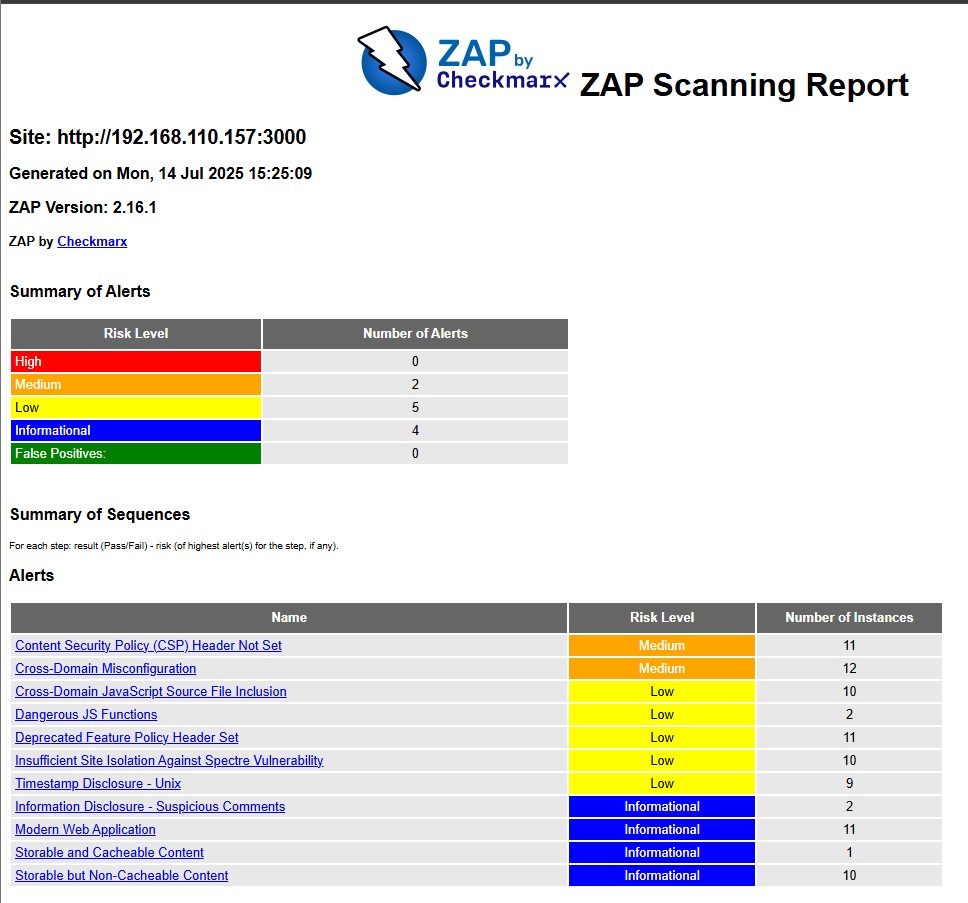 ZAP by
Checkmarx ZAP Scanning Report
Site: http://192.168.110.157:3000
Generated on Mon, 14 Jul 2025 15:25:09
ZAP Version: 2.16.1
ZAP by Checkmarx
Summary of Alerts
Risk Level Number of Alerts
High 0
Medium 2
Low 5
Informational 4
False Positives: 0
Summary of Sequences
For each step: result (Pass/Fail) - risk (of highest alert(s) for the step, if any).
Alerts
Name Risk Level Number of Instances
Content Security Policy (CSP) Header Not Set Medium 11
Cross-Domain Misconfiguration Medium 12
Cross-Domain JavaScript Source File Inclusion Low 10
Dangerous JS Functions Low 2
Deprecated Feature Policy Header Set Low 11
Insufficient Site Isolation Against Spectre Vulnerability Low 10
Timestamp Disclosure - Unix Low 9
Information Disclosure - Suspicious Comments Informational 2
Modern Web Application Informational 11
Storable and Cacheable Content Informational 1
Storable but Non-Cacheable Content Informational 10